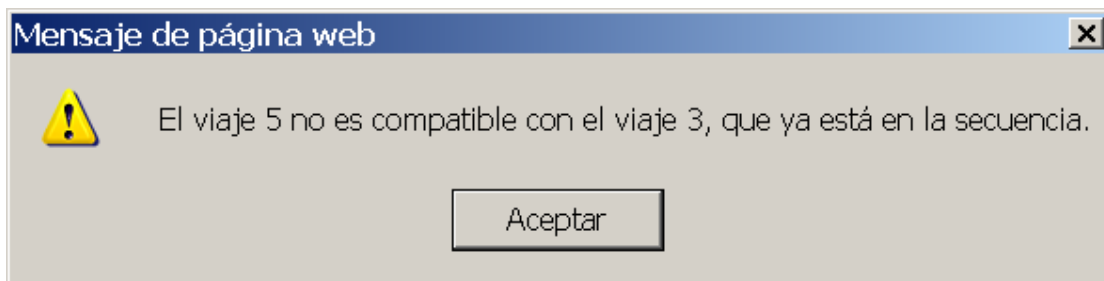 Mensaje de página web
El viaje 5 no es compatible con el viaje 3, que ya está en la secuencia.
Aceptar